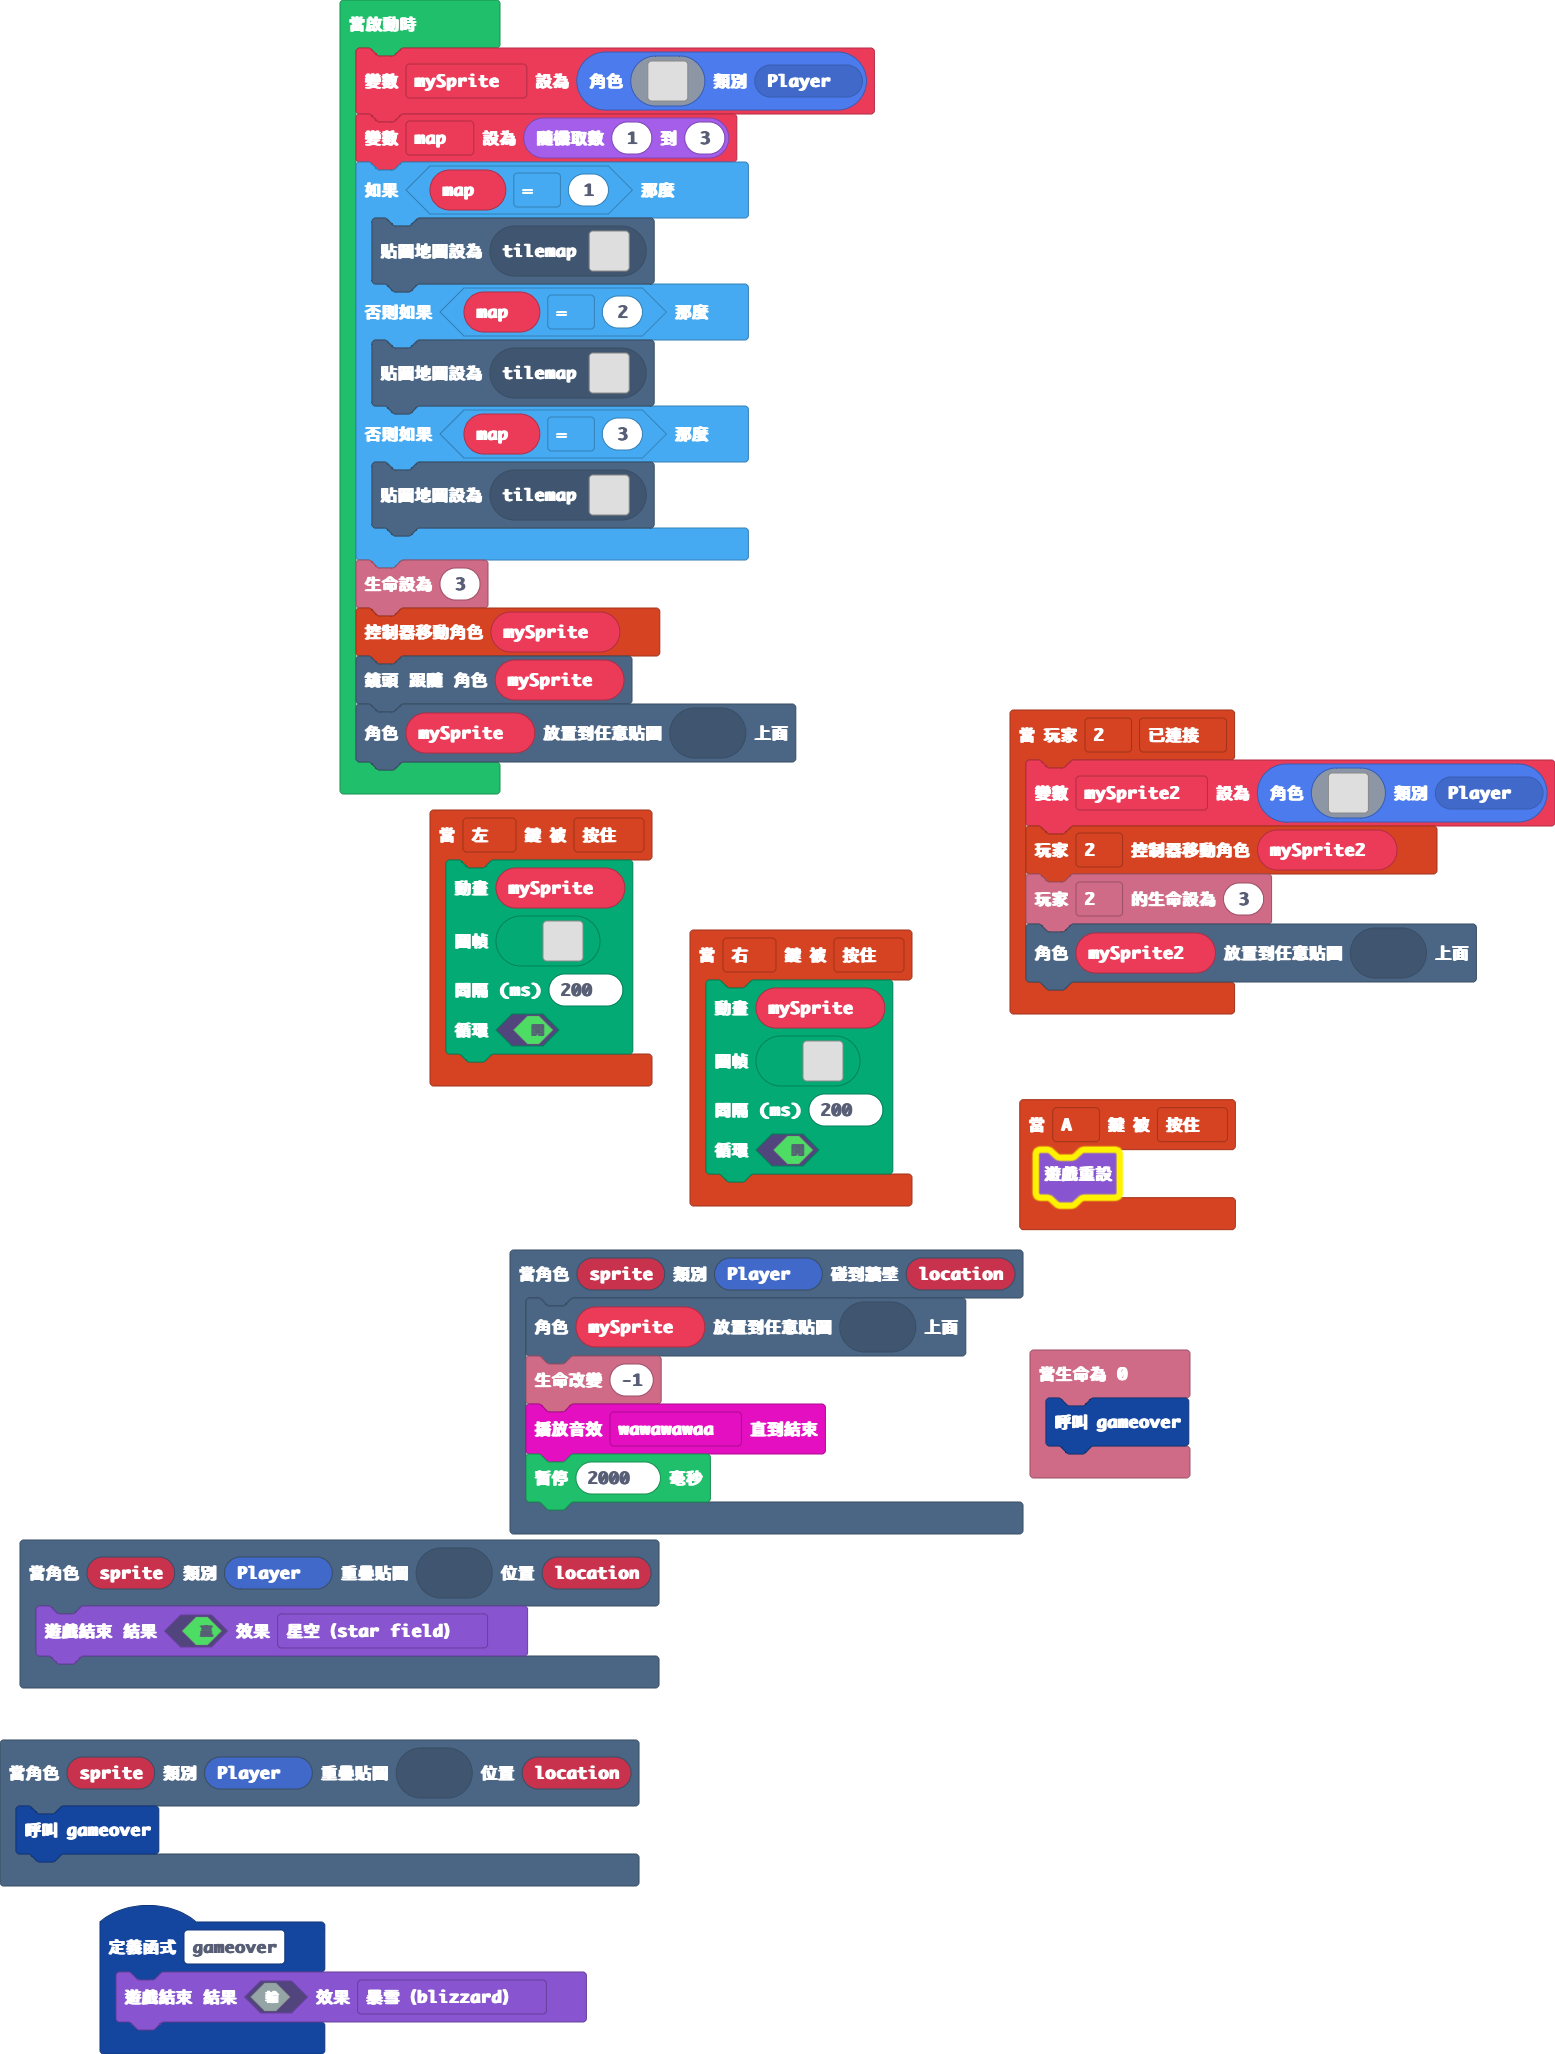 當啟動時
變數 mySprite 設為 角色 類別 Player
變數 map 設為 隨機取數 1 到 3
如果 map = 1 那麼
貼圖地圖設為 tilemap
否則如果 map = 2 那麼
貼圖地圖設為 tilemap
否則如果 map = 3 那麼
貼圖地圖設為 tilemap
生命設為 3
控制器移動角色 mySprite
鏡頭 跟隨 角色 mySprite
角色 mySprite 放置到任意貼圖 上面
當 玩家 2 已連接
變數 mySprite2 設為 角色 類別 Player
玩家 2 控制器移動角色 mySprite2
玩家 2 的生命設為 3
角色 mySprite2 放置到任意貼圖 上面
當 左 鍵 被 按住
動畫 mySprite
圖幀
間隔 (ms) 200
循環 開
當 右 鍵 被 按住
動畫 mySprite
圖幀
間隔 (ms) 200
循環 開
當 A 鍵 被 按住
遊戲重設
當角色 sprite 類別 Player 碰到牆壁 location
角色 mySprite 放置到任意貼圖 上面
生命改變 -1
播放音效 wawawawaa 直到結束
暫停 2000 毫秒
當生命為 0
呼叫 gameover
當角色 sprite 類別 Player 重疊貼圖 位置 location
遊戲結束 結果 贏 效果 星空 (star field)
當角色 sprite 類別 Player 重疊貼圖 位置 location
呼叫 gameover
定義函式 gameover
遊戲結束 結果 輸 效果 暴雪 (blizzard)